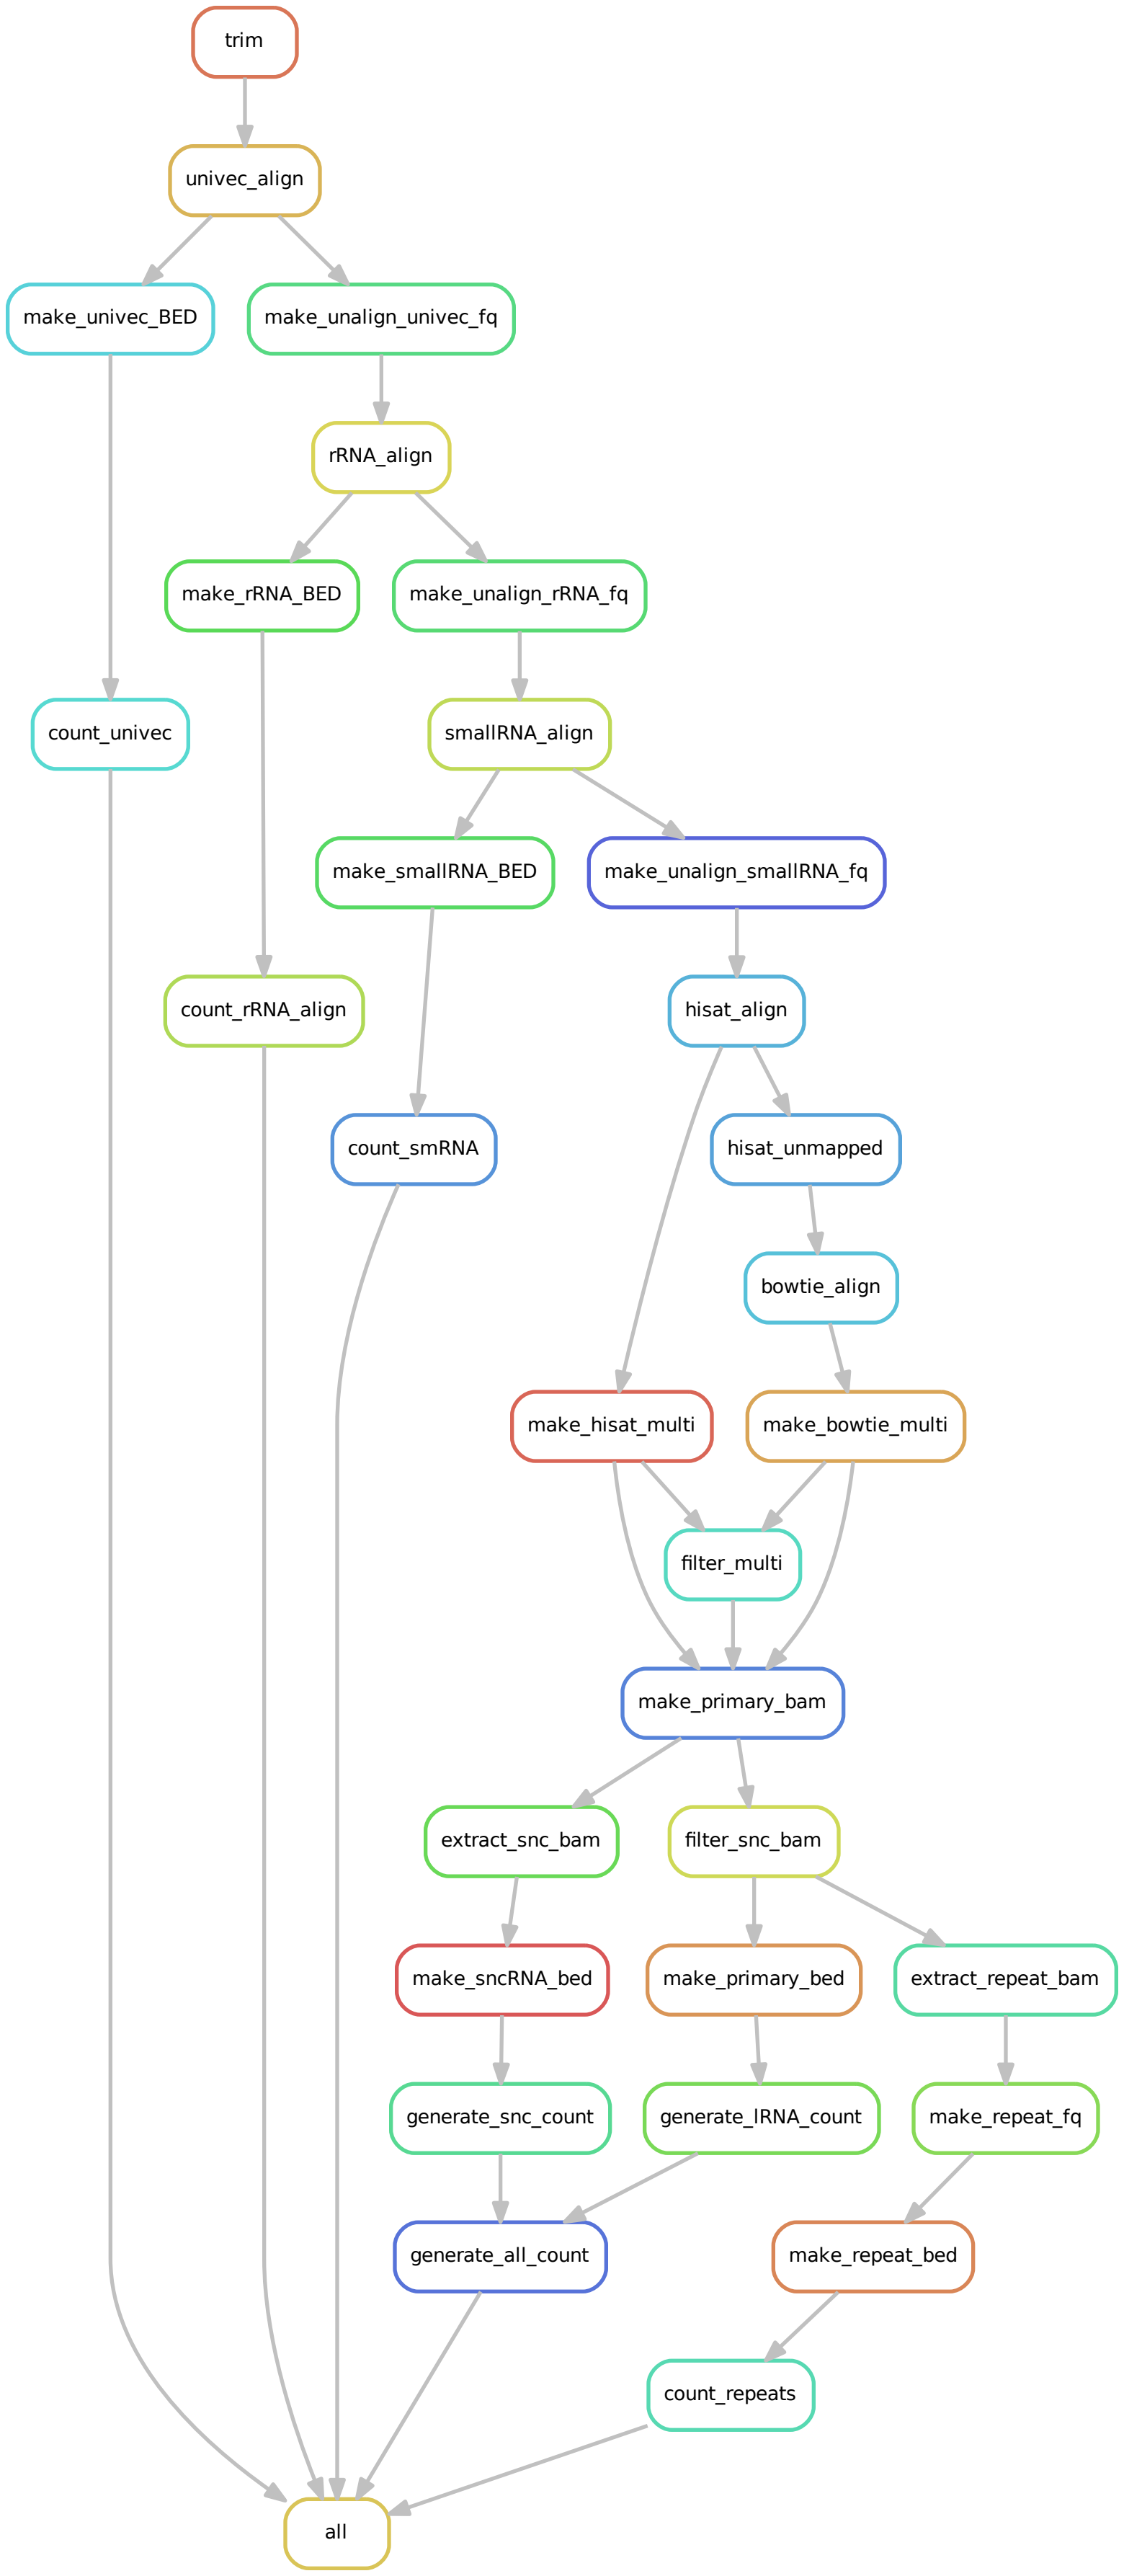 trim
univec_align
make_univec_BED
make_unalign_univec_fq
rRNA_align
make_rRNA_BED
make_unalign_rRNA_fq
count_univec
smallRNA_align
make_smallRNA_BED
make_unalign_smallRNA_fq
count_rRNA_align
hisat_align
count_smRNA
hisat_unmapped
bowtie_align
make_hisat_multi
make_bowtie_multi
filter_multi
make_primary_bam
extract_snc_bam
filter_snc_bam
make_sncRNA_bed
make_primary_bed
extract_repeat_bam
generate_snc_count
generate_lRNA_count
make_repeat_fq
generate_all_count
make_repeat_bed
count_repeats
all